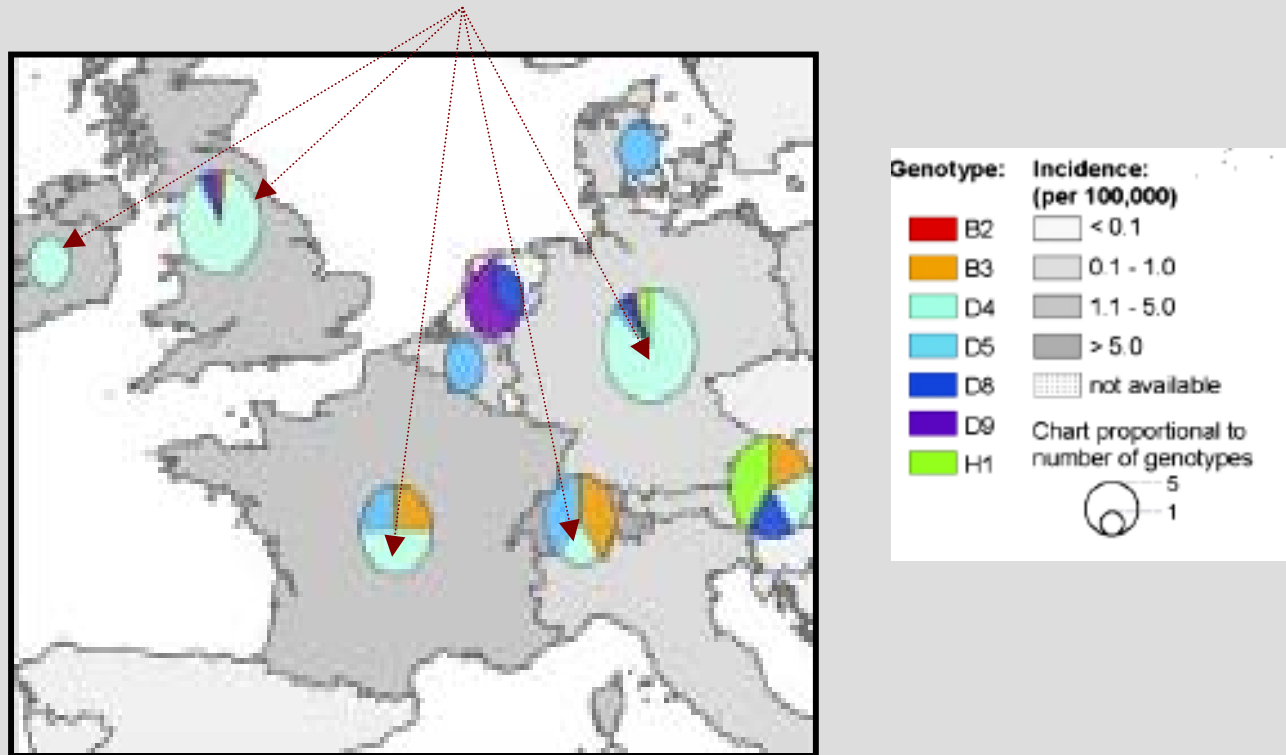 Genotype:
B2
B3
D4
D5
D8
D9
H1
Incidence:
(per 100,000)
< 0.1
0.1 - 1.0
1.1 - 5.0
> 5.0
not available
Chart proportional to
number of genotypes
5
1